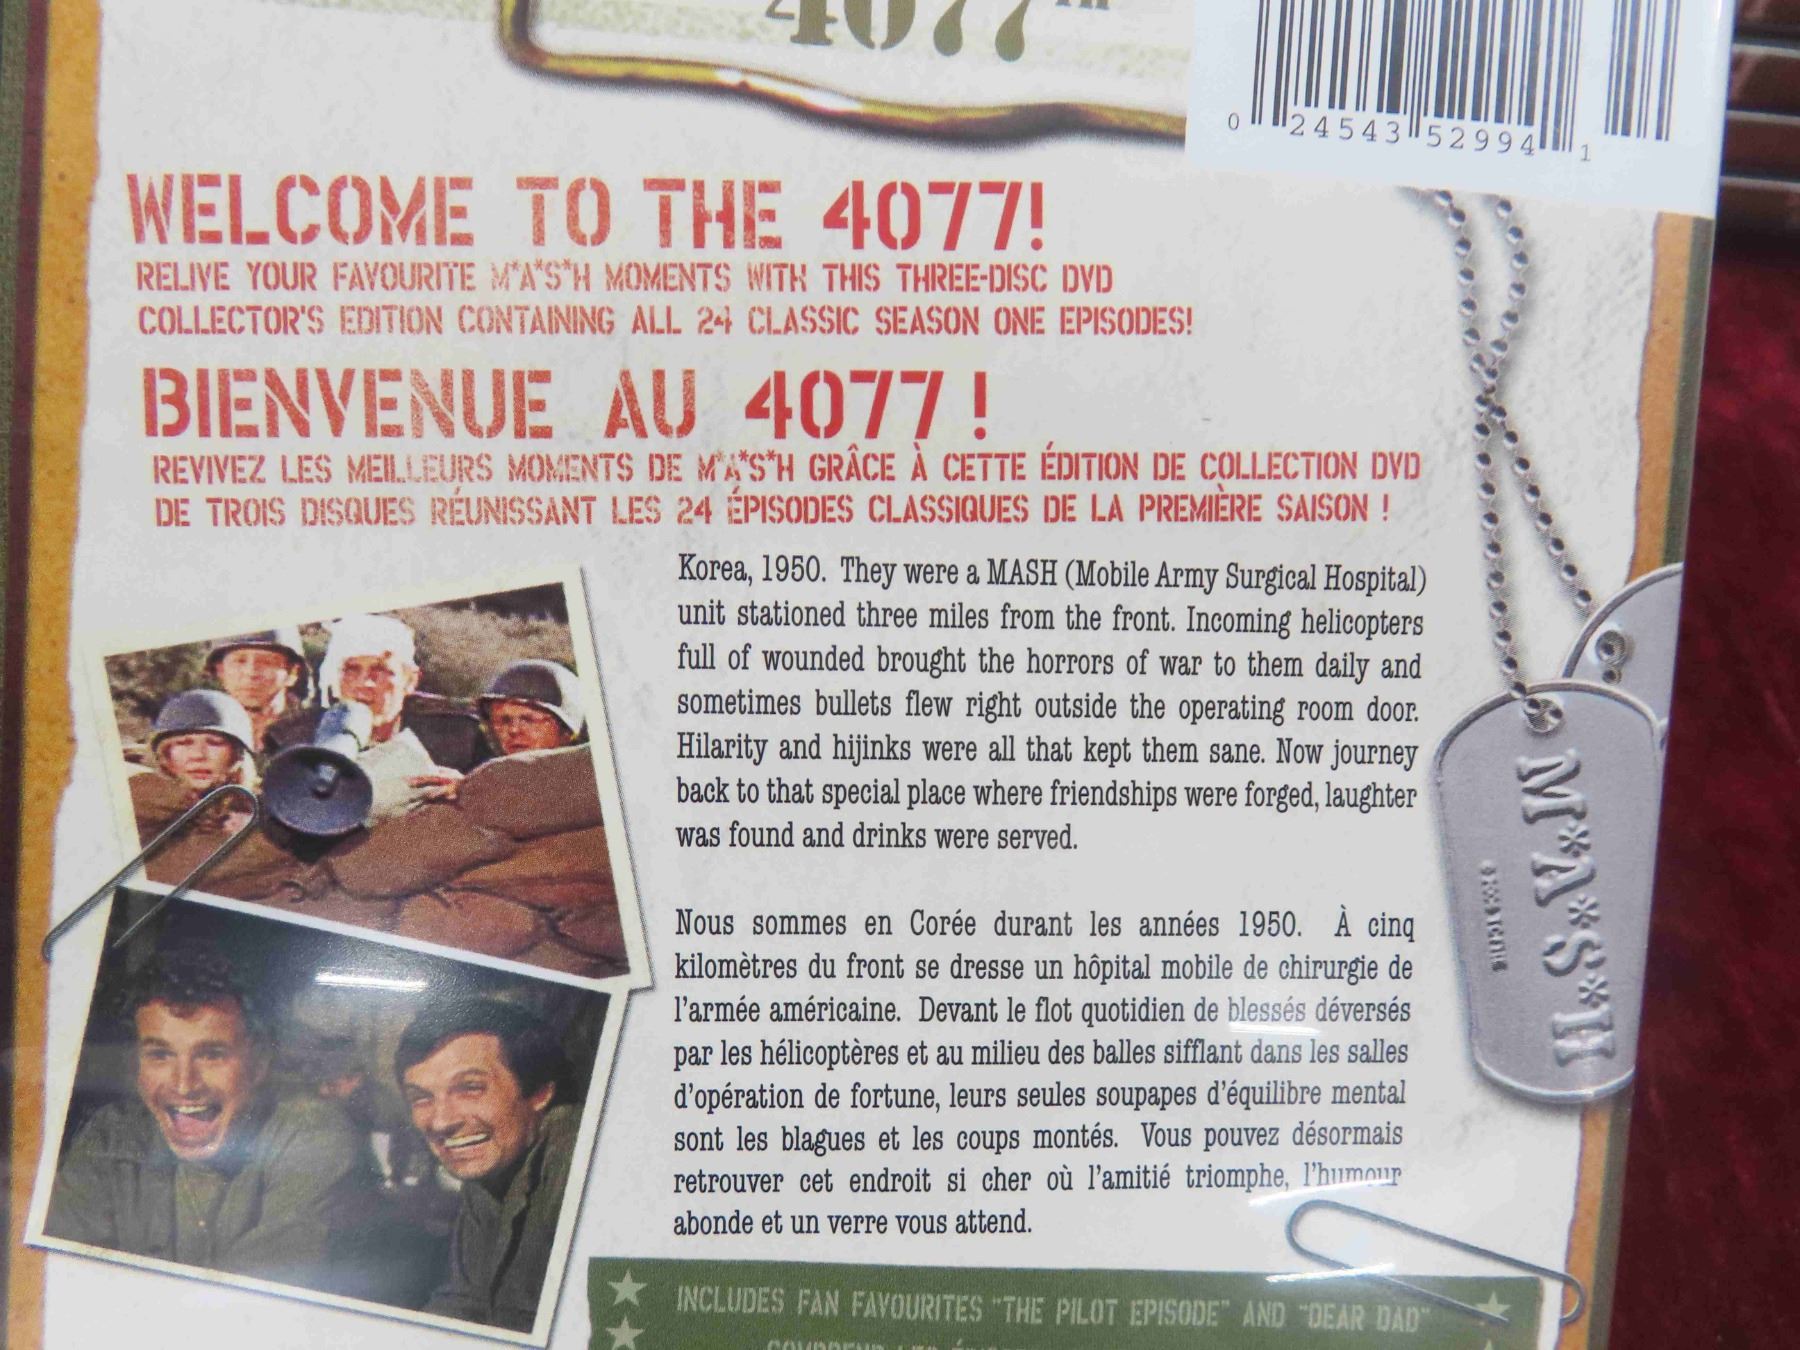 4077TH
0 24543 52994 1
WELCOME TO THE 4077!
RELIVE YOUR FAVOURITE M*A*S*H MOMENTS WITH THIS THREE-DISC DVD
COLLECTOR'S EDITION CONTAINING ALL 24 CLASSIC SEASON ONE EPISODES!
BIENVENUE AU 4077 !
REVIVEZ LES MEILLEURS MOMENTS DE M*A*S*H GRÂCE À CETTE ÉDITION DE COLLECTION DVD
DE TROIS DISQUES RÉUNISSANT LES 24 ÉPISODES CLASSIQUES DE LA PREMIÈRE SAISON !
Korea, 1950. They were a MASH (Mobile Army Surgical Hospital)
unit stationed three miles from the front. Incoming helicopters
full of wounded brought the horrors of war to them daily and
sometimes bullets flew right outside the operating room door.
Hilarity and hijinks were all that kept them sane. Now journey
back to that special place where friendships were forged, laughter
was found and drinks were served.
Nous sommes en Corée durant les années 1950. À cinq
kilomètres du front se dresse un hôpital mobile de chirurgie de
l'armée américaine. Devant le flot quotidien de blessés déversés
par les hélicoptères et au milieu des balles sifflant dans les salles
d'opération de fortune, leurs seules soupapes d'équilibre mental
sont les blagues et les coups montés. Vous pouvez désormais
retrouver cet endroit si cher où l'amitié triomphe, l'humour
abonde et un verre vous attend.
M*A*S*H
INCLUDES FAN FAVOURITES "THE PILOT EPISODE" AND "DEAR DAD"